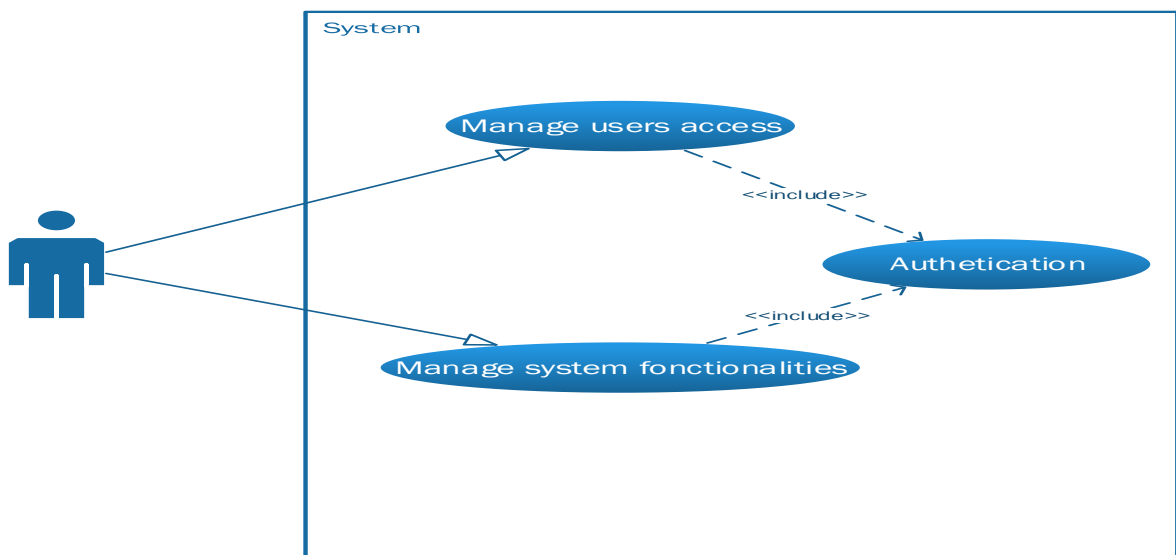 System
Manage users access
<<include>>
Authetication
<<include>>
Manage system fonctionalities